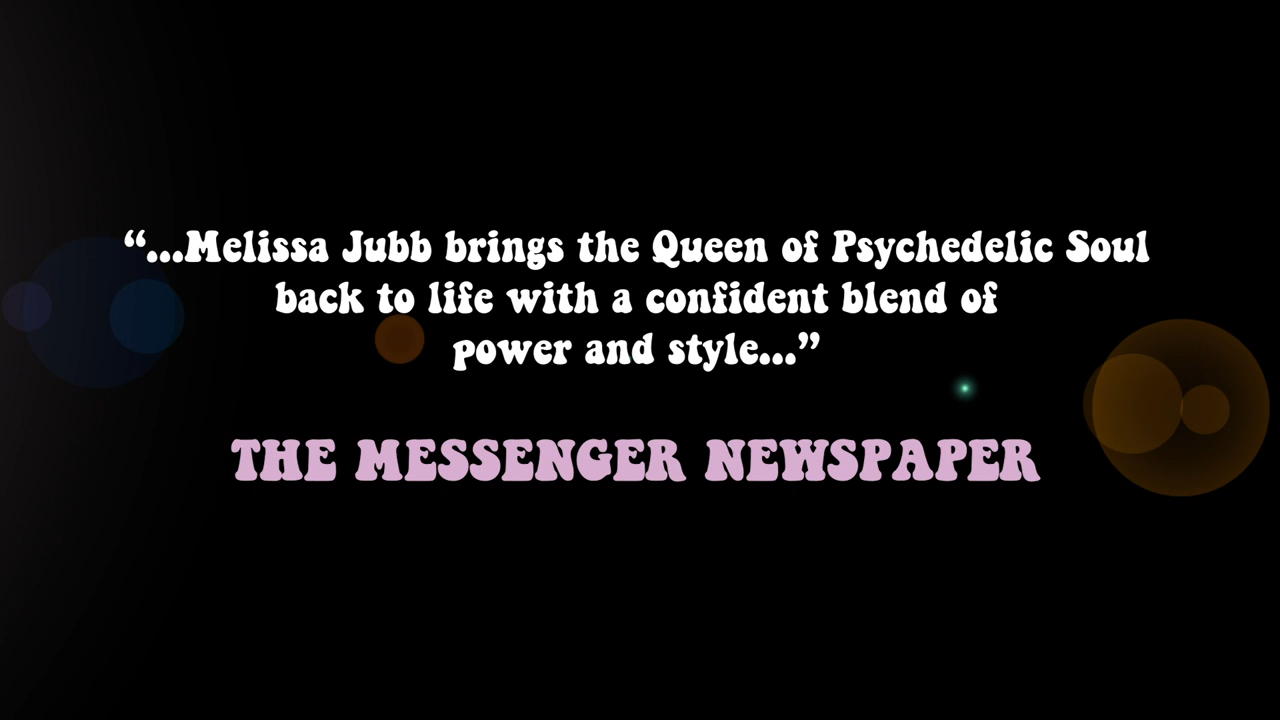 “...Melissa Jubb brings the Queen of Psychedelic Soul
back to life with a confident blend of
power and style...”
THE MESSENGER NEWSPAPER